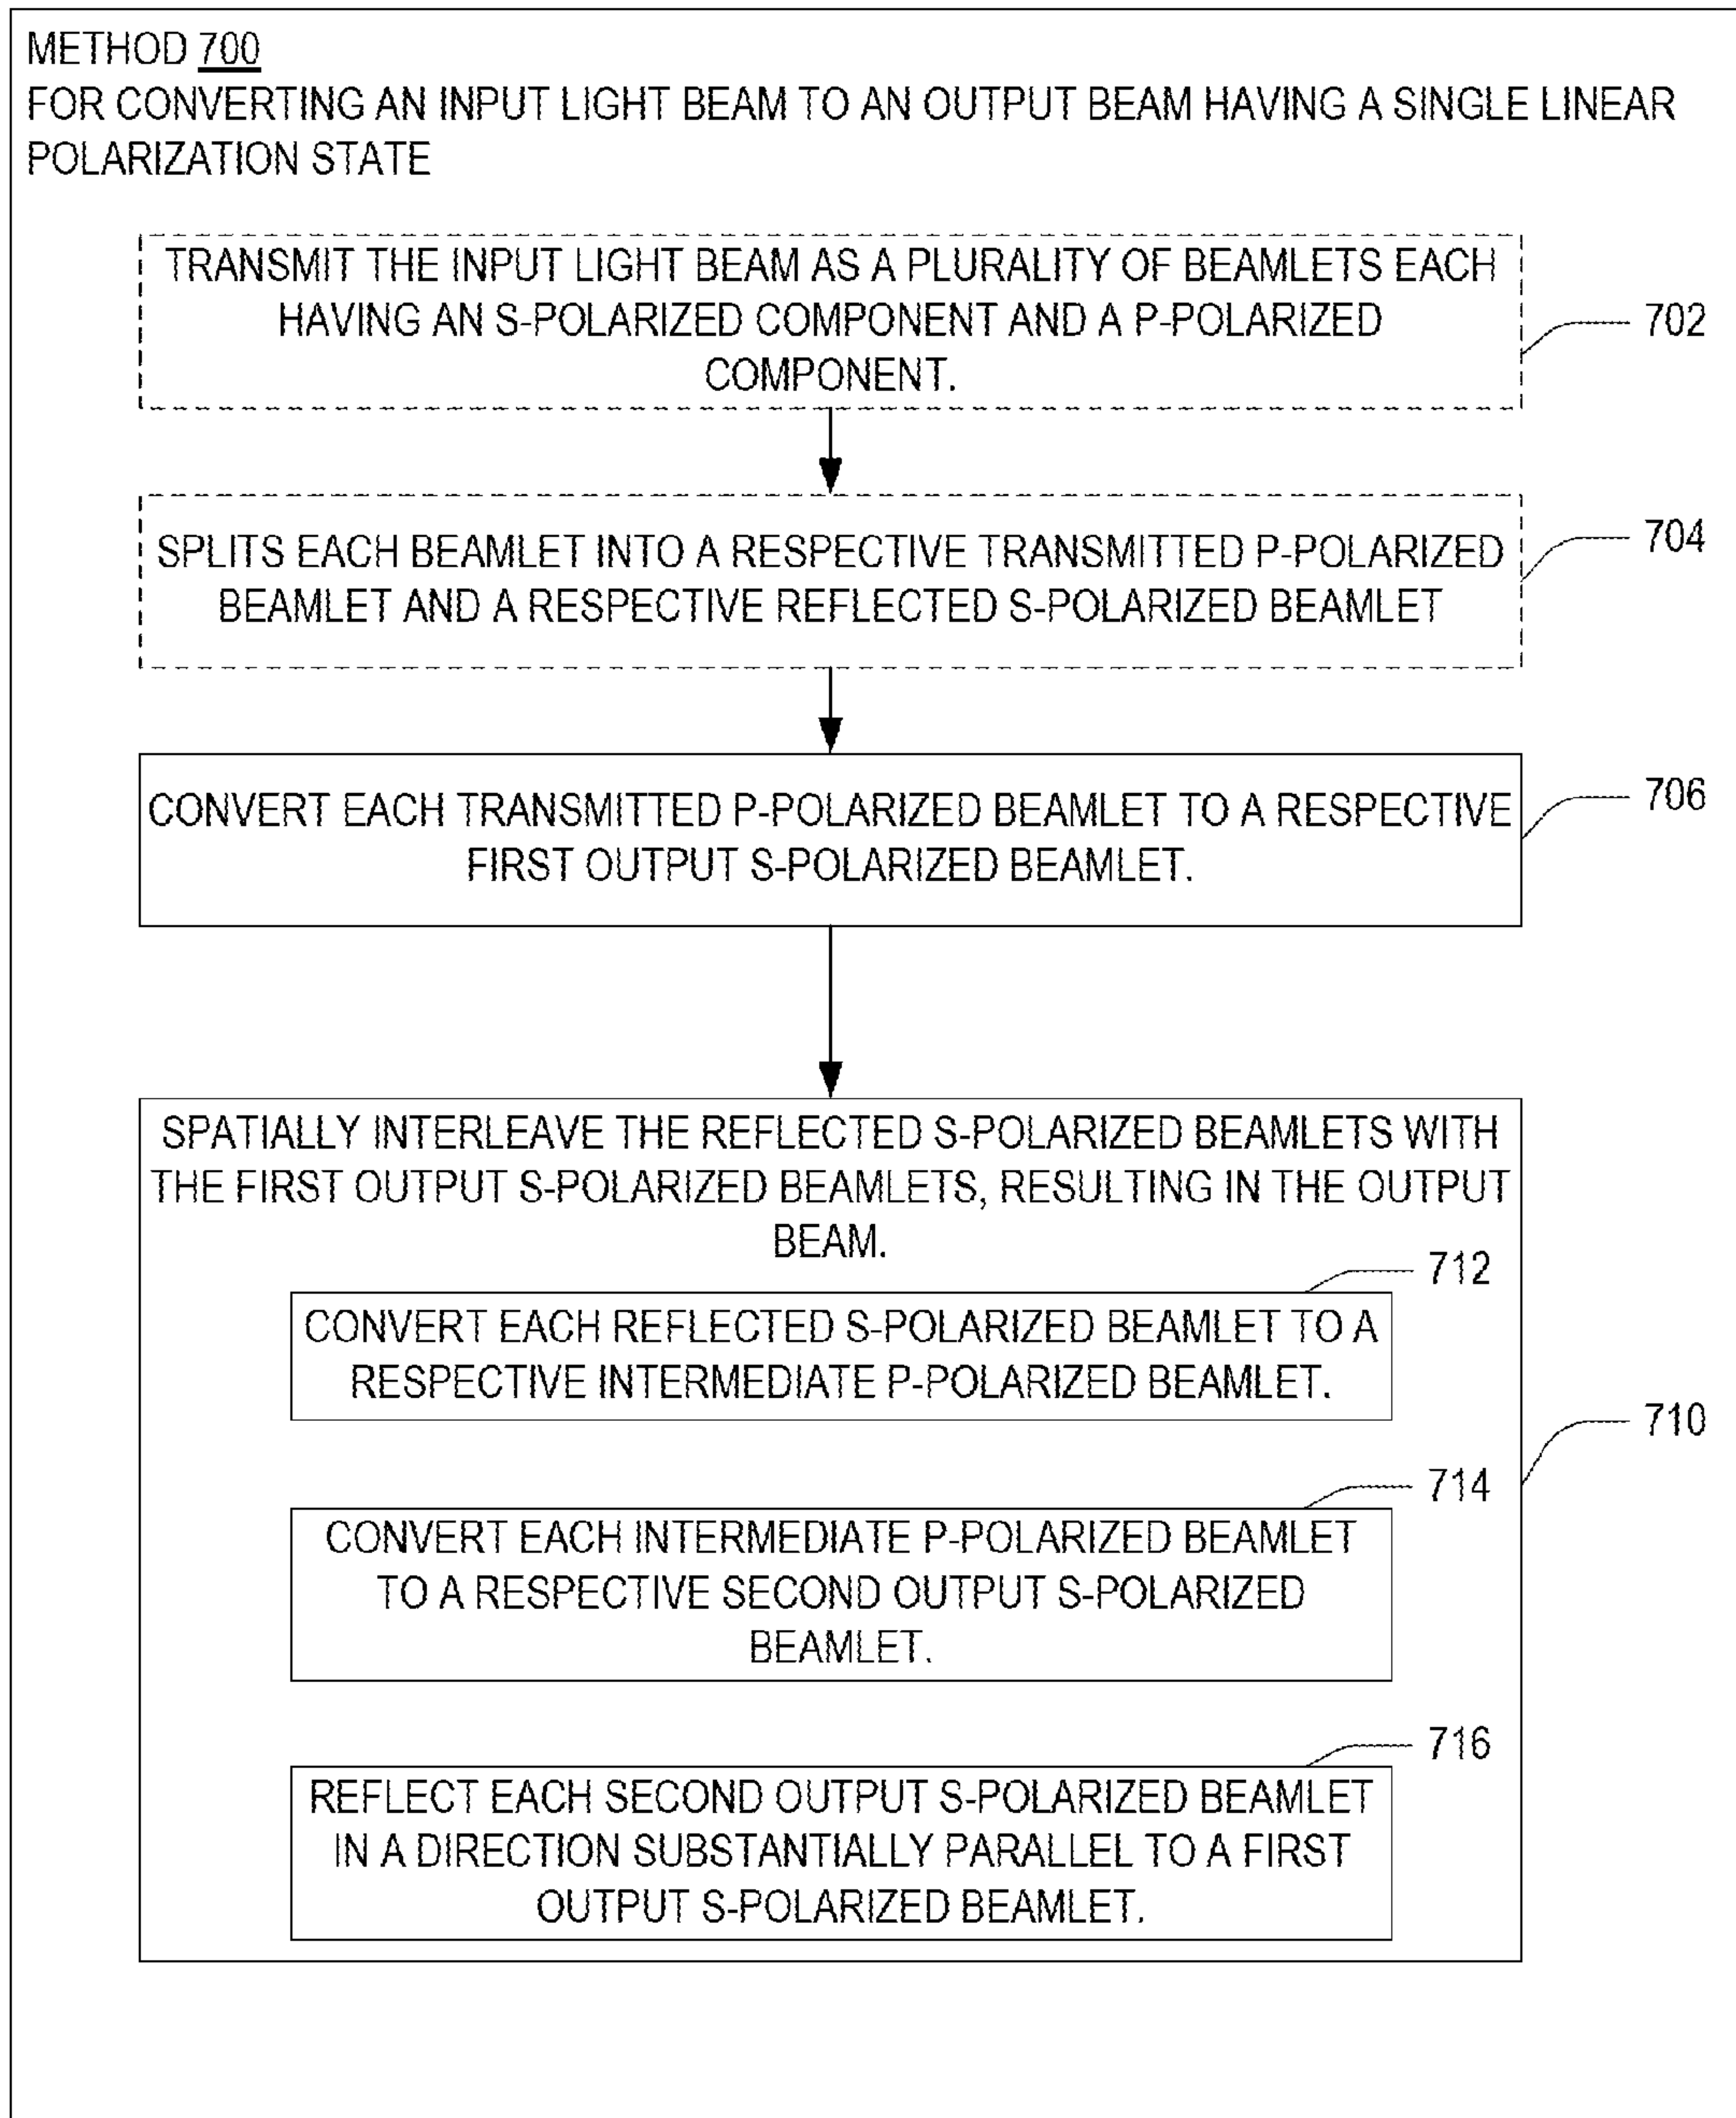 METHOD 700
FOR CONVERTING AN INPUT LIGHT BEAM TO AN OUTPUT BEAM HAVING A SINGLE LINEAR
POLARIZATION STATE
TRANSMIT THE INPUT LIGHT BEAM AS A PLURALITY OF BEAMLETS EACH
HAVING AN S-POLARIZED COMPONENT AND A P-POLARIZED
COMPONENT.
702
SPLITS EACH BEAMLET INTO A RESPECTIVE TRANSMITTED P-POLARIZED
BEAMLET AND A RESPECTIVE REFLECTED S-POLARIZED BEAMLET
704
CONVERT EACH TRANSMITTED P-POLARIZED BEAMLET TO A RESPECTIVE
FIRST OUTPUT S-POLARIZED BEAMLET.
706
SPATIALLY INTERLEAVE THE REFLECTED S-POLARIZED BEAMLETS WITH
THE FIRST OUTPUT S-POLARIZED BEAMLETS, RESULTING IN THE OUTPUT
BEAM.
712
CONVERT EACH REFLECTED S-POLARIZED BEAMLET TO A
RESPECTIVE INTERMEDIATE P-POLARIZED BEAMLET.
710
714
CONVERT EACH INTERMEDIATE P-POLARIZED BEAMLET
TO A RESPECTIVE SECOND OUTPUT S-POLARIZED
BEAMLET.
716
REFLECT EACH SECOND OUTPUT S-POLARIZED BEAMLET
IN A DIRECTION SUBSTANTIALLY PARALLEL TO A FIRST
OUTPUT S-POLARIZED BEAMLET.